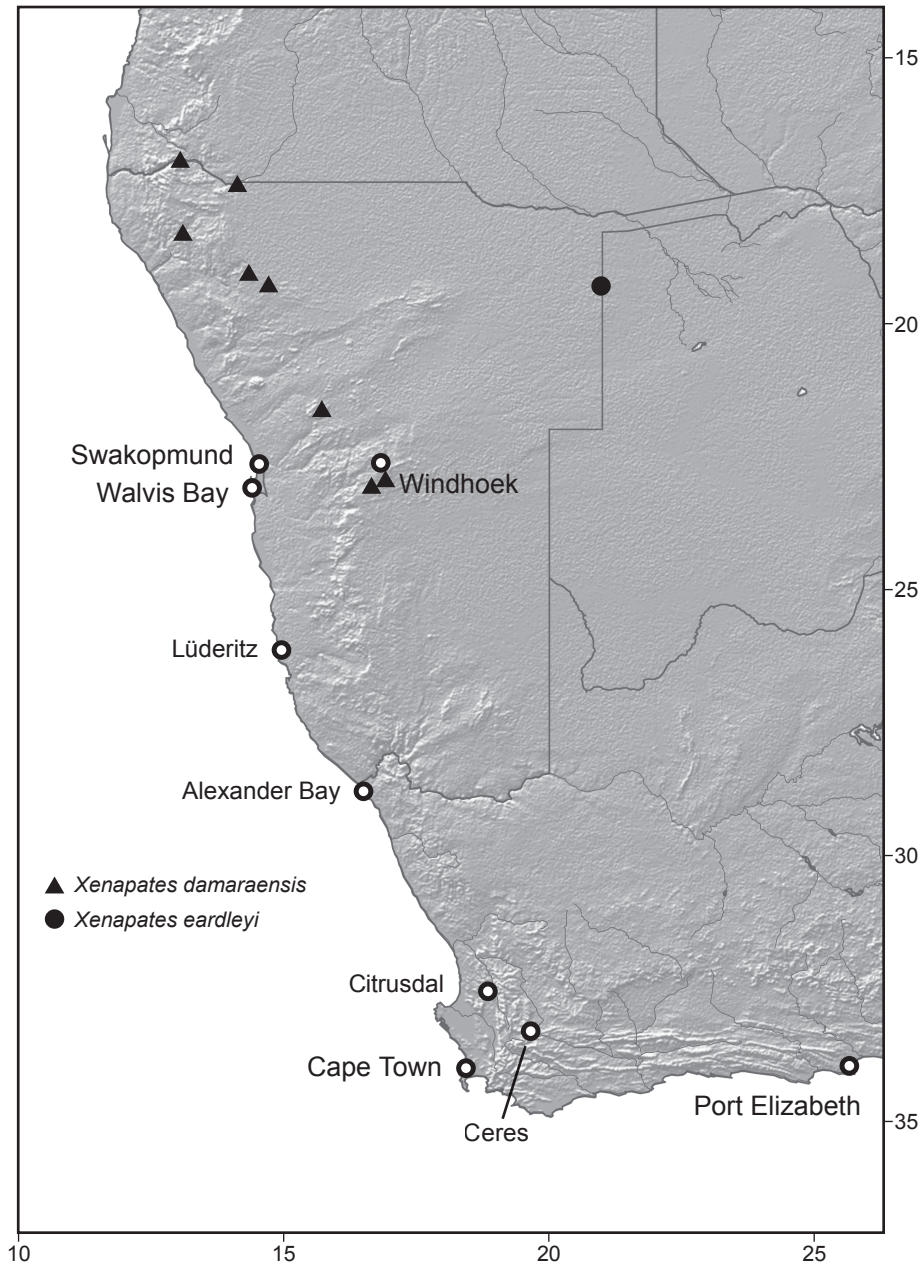 15
20
Swakopmund
Walvis Bay
Windhoek
25
Lüderitz
Alexander Bay
30
Xenapates damaraensis
Xenapates eardleyi
Citrusdal
Cape Town
Port Elizabeth
Ceres
35
10 15 20 25